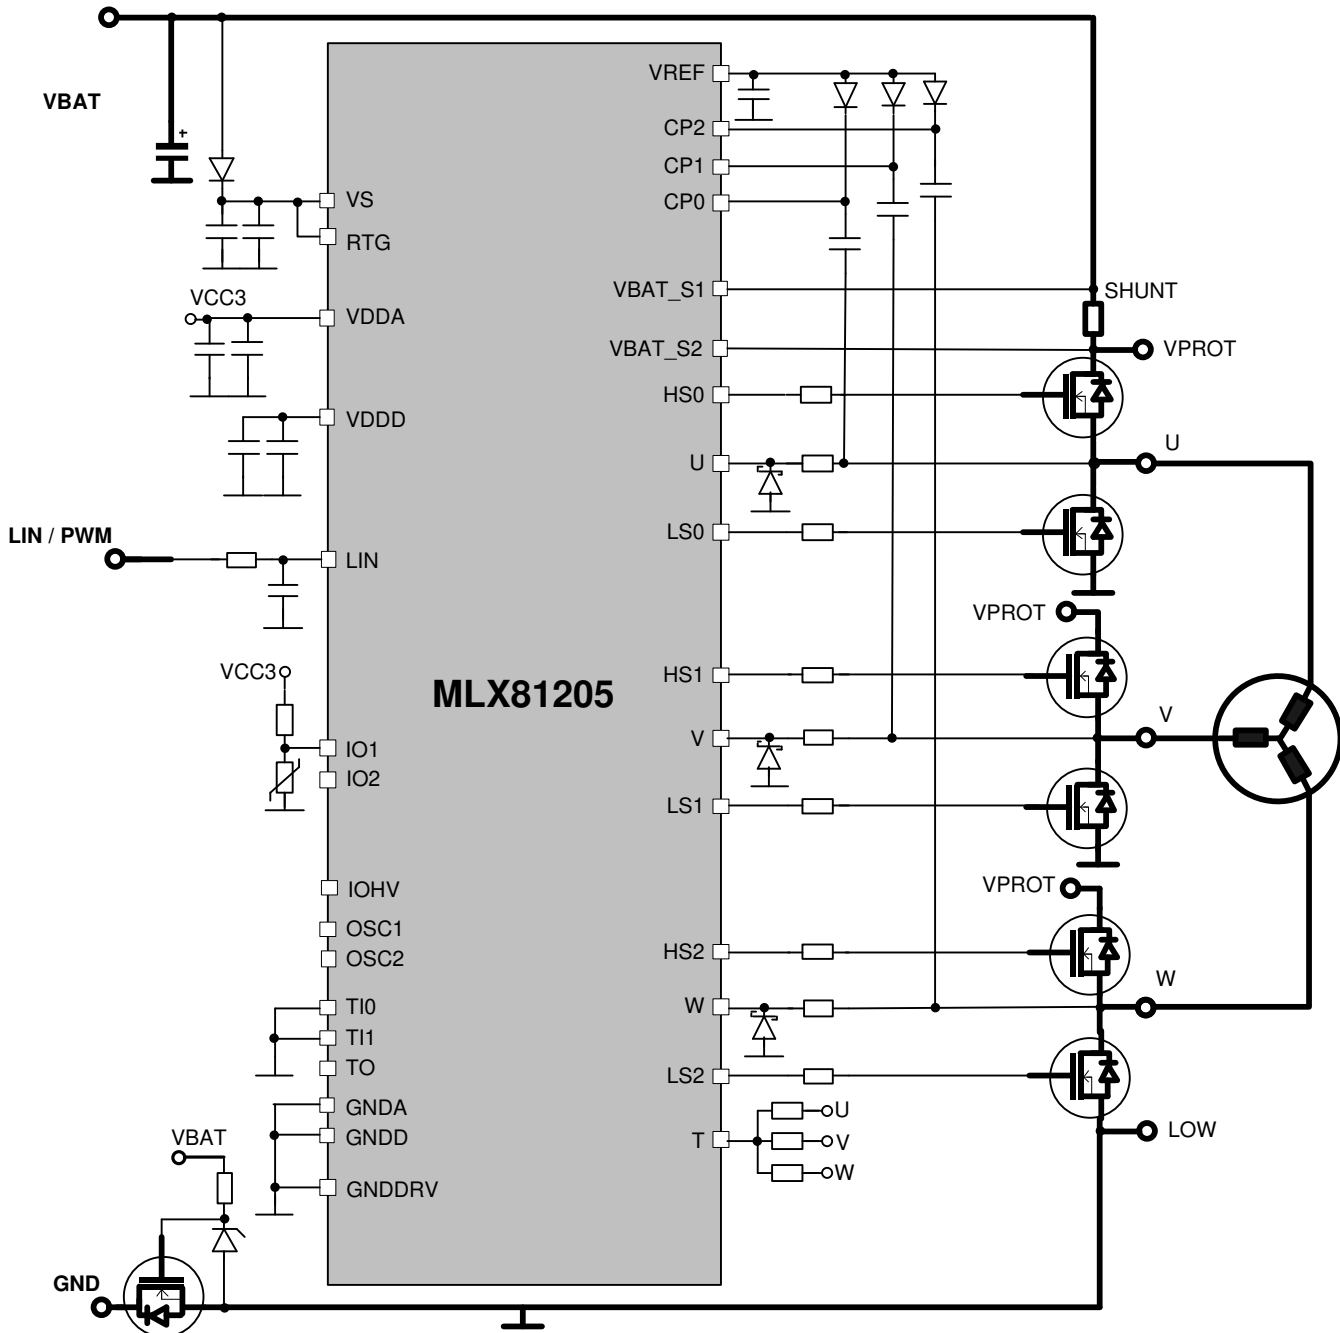 VBAT
+
VREF
CP2
CP1
CP0
VS
RTG
VCC3
VDDA
VBAT_S1
SHUNT
VBAT_S2
VPROT
HS0
VDDD
U
U
LIN / PWM
LS0
LIN
VPROT
VCC3
HS1
MLX81205
V
V
IO1
IO2
LS1
IOHV
VPROT
OSC1
OSC2
HS2
TI0
W
W
TI1
TO
LS2
GNDA
U
VBAT
GNDD
T
V
LOW
W
GNDDRV
GND